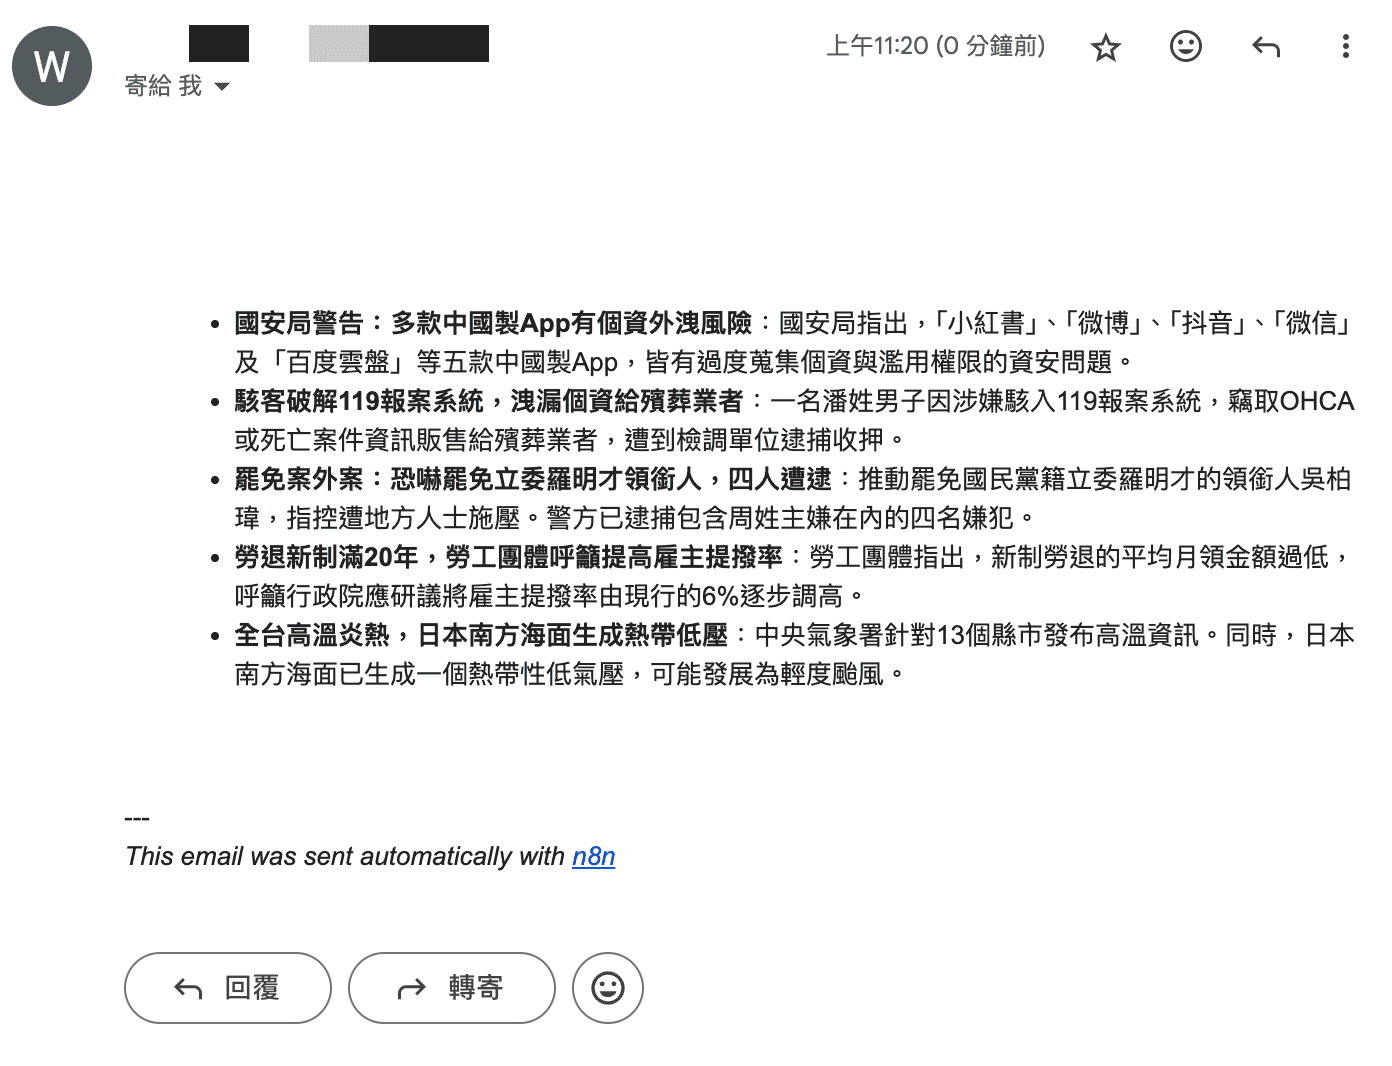 W
上午11:20 (0 分鐘前)
寄給 我
國安局警告：多款中國製App有個資外洩風險：國安局指出，「小紅書」、「微博」、「抖音」、「微信」
及「百度雲盤」等五款中國製App，皆有過度蒐集個資與濫用權限的資安問題。
駭客破解119報案系統，洩漏個資給殯葬業者：一名潘姓男子因涉嫌駭入119報案系統，竊取OHCA
或死亡案件資訊販售給殯葬業者，遭到檢調單位逮捕收押。
罷免案外案：恐嚇罷免立委羅明才領銜人，四人遭逮：推動罷免國民黨籍立委羅明才的領銜人吳柏
瑋，指控遭地方人士施壓。警方已逮捕包含周姓主嫌在內的四名嫌犯。
勞退新制滿20年，勞工團體呼籲提高雇主提撥率：勞工團體指出，新制勞退的平均月領金額過低，
呼籲行政院應研議將雇主提撥率由現行的6%逐步調高。
全台高溫炎熱，日本南方海面生成熱帶低壓：中央氣象署針對13個縣市發布高溫資訊。同時，日本
南方海面已生成一個熱帶性低氣壓，可能發展為輕度颱風。
---
This email was sent automatically with n8n
回覆
轉寄